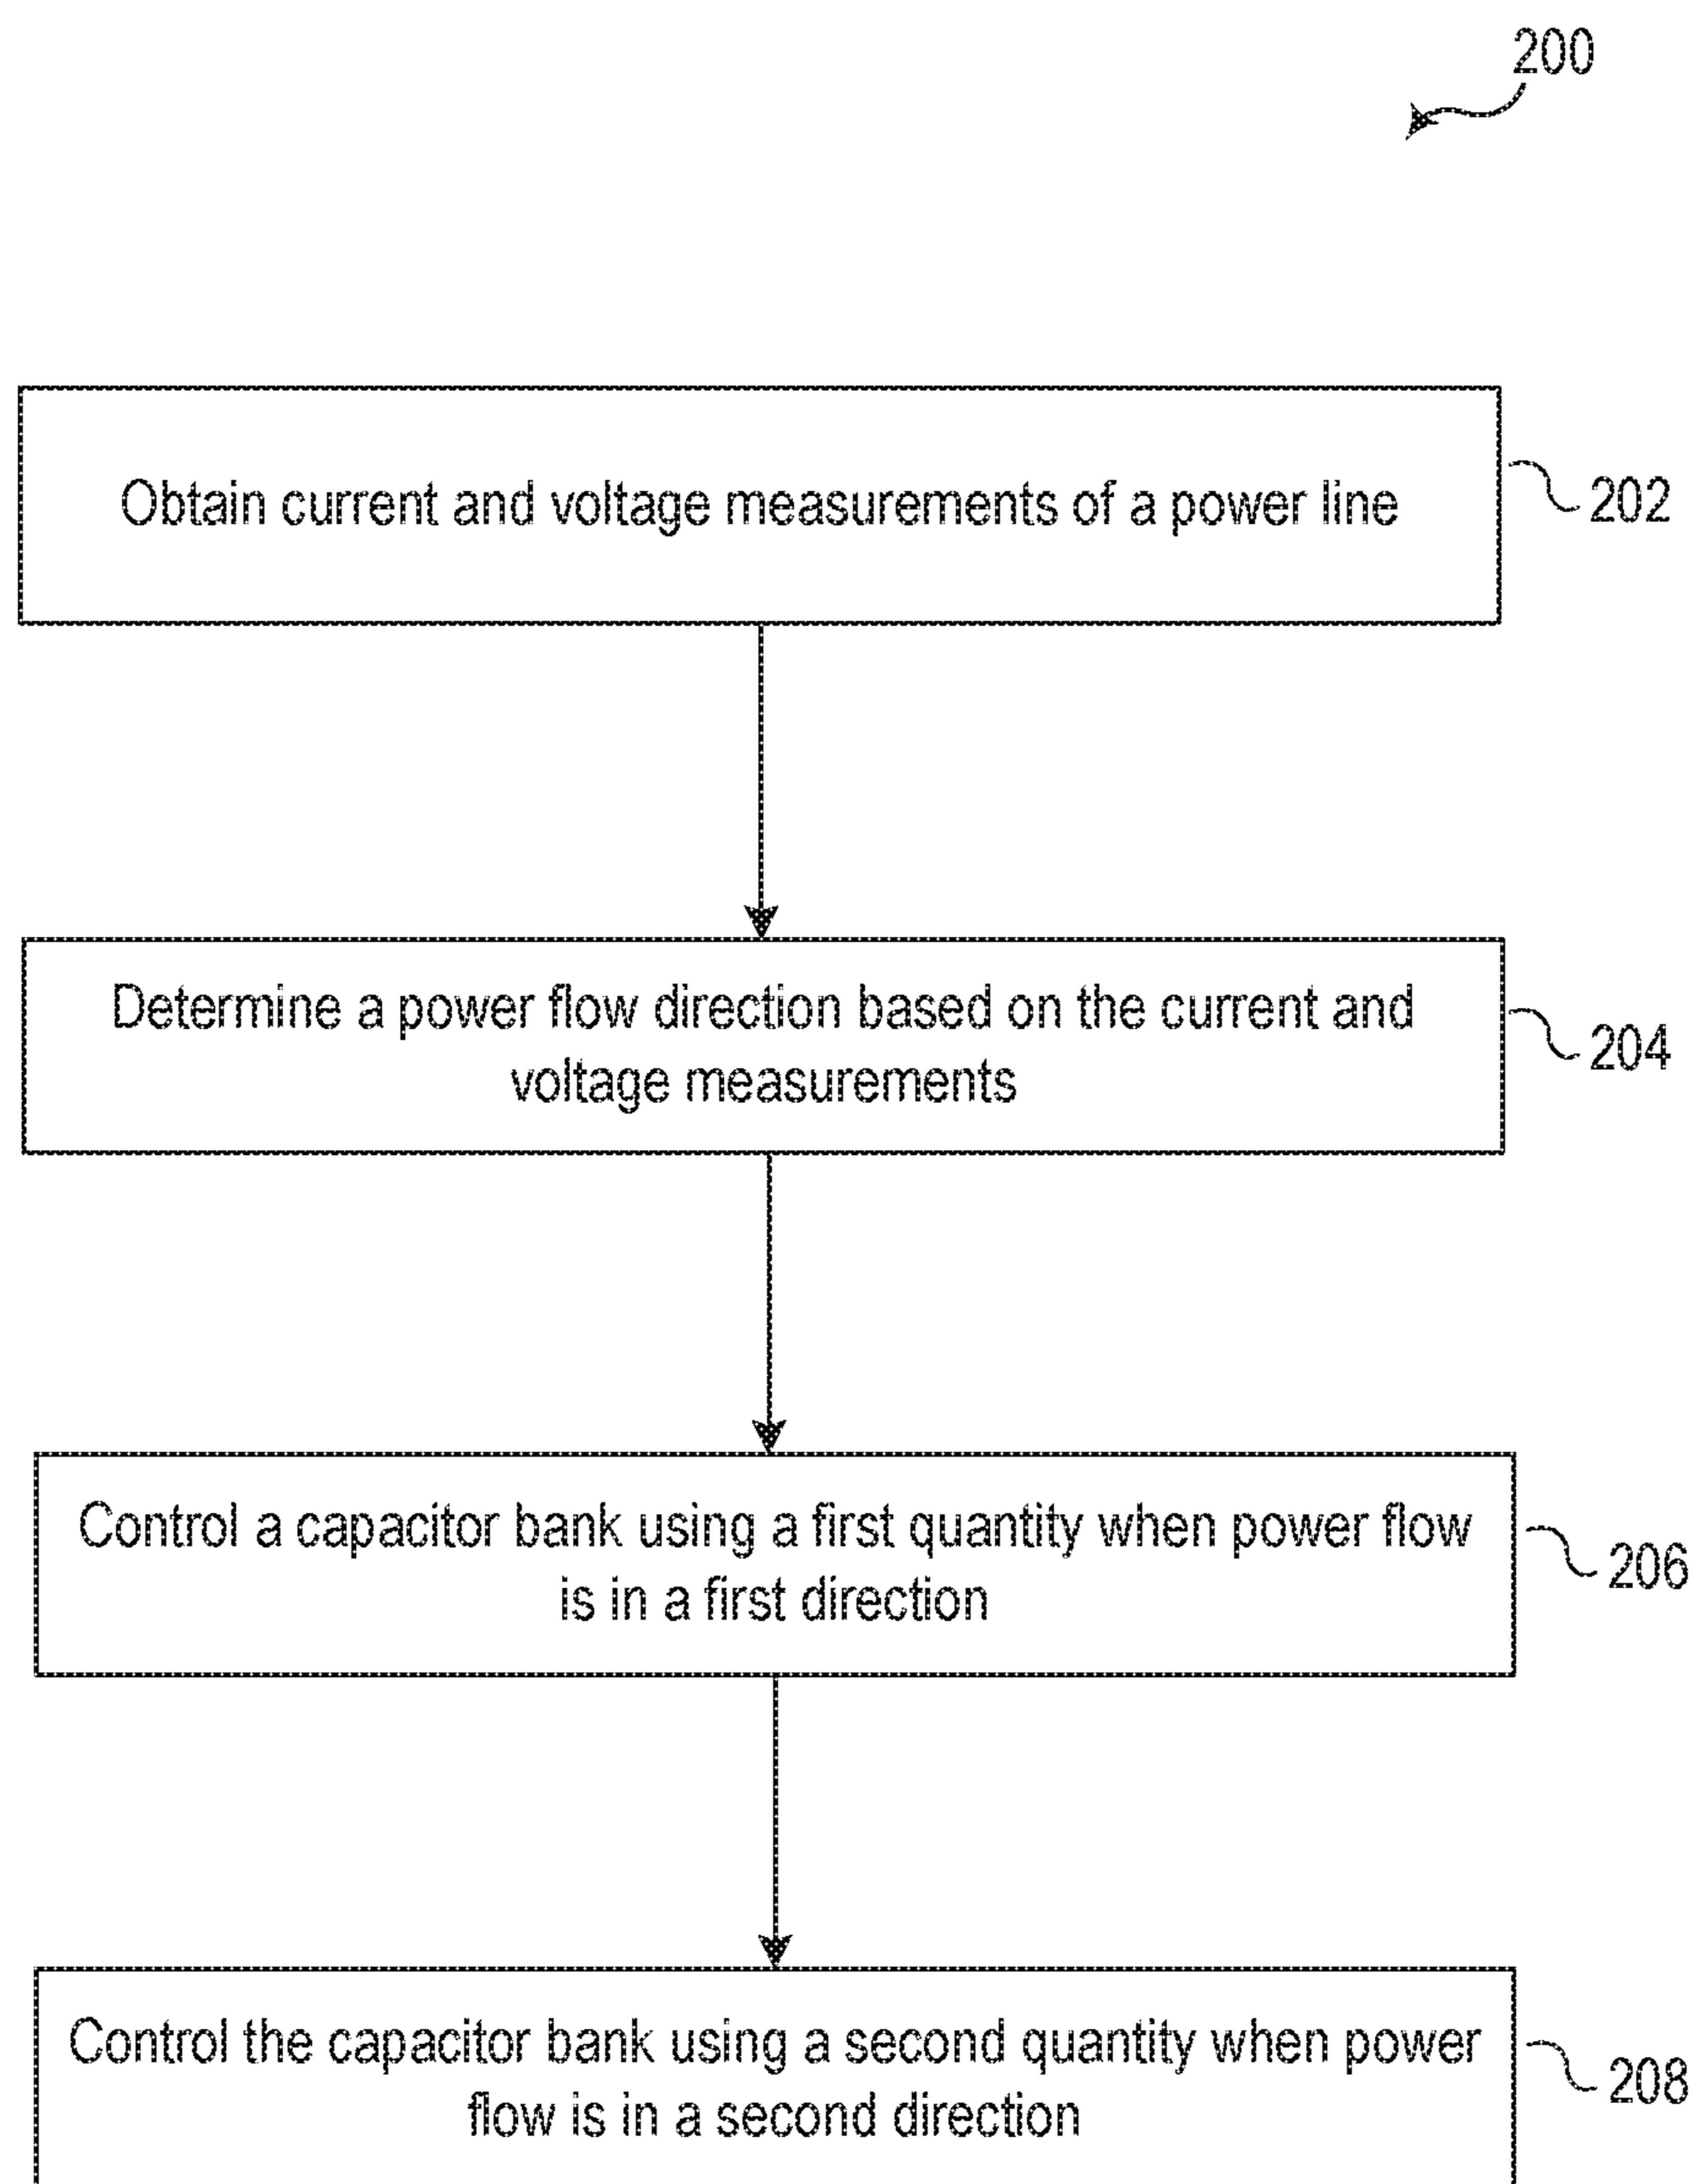 200
Obtain current and voltage measurements of a power line
202
Determine a power flow direction based on the current and
voltage measurements
204
Control a capacitor bank using a first quantity when power flow
is in a first direction
206
Control the capacitor bank using a second quantity when power
flow is in a second direction
208